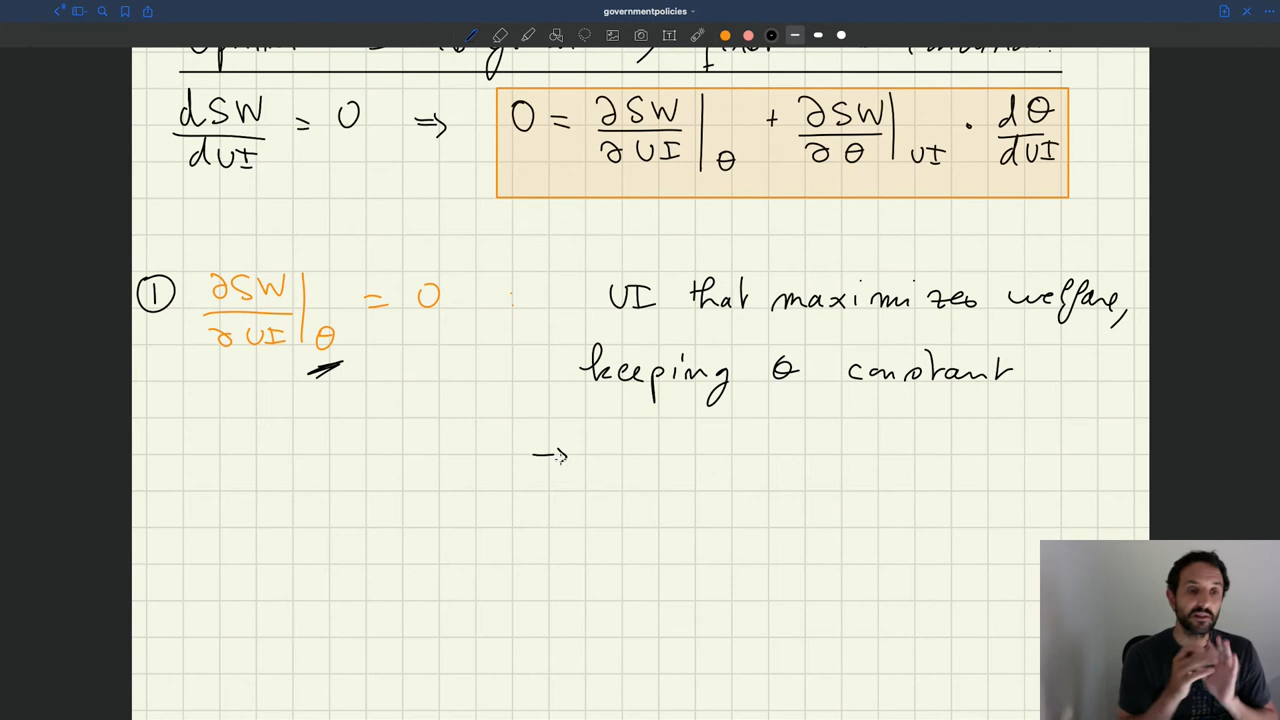 governmentpolicies
dSW/dUI = 0 ⇒ 0 = ∂SW/∂UI |θ + ∂SW/∂θ |UI · dθ/dUI
① ∂SW/∂UI |θ = 0 : UI that maximizes welfare,
keeping θ constant
→